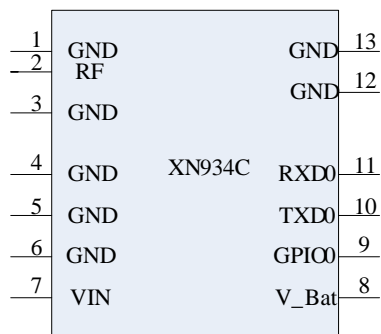 1 GND GND 13
2 RF
GND 12
3 GND
4 GND XN934C RXD0 11
5 GND TXD0 10
6 GND GPIO0 9
7 VIN V_Bat 8